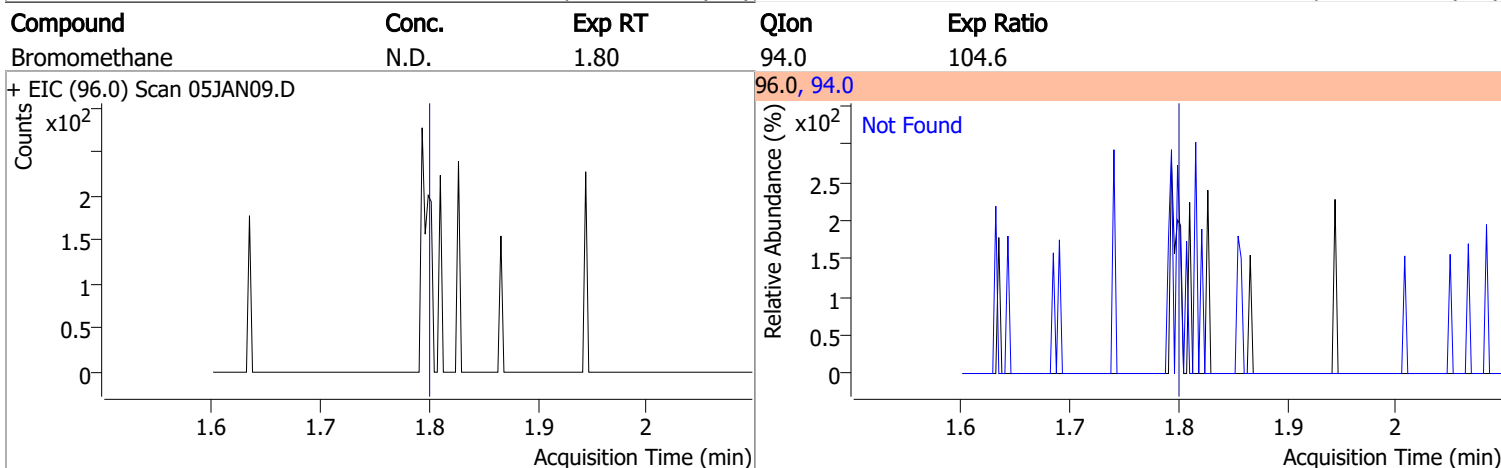 Compound Conc. Exp RT QIon Exp Ratio
Bromomethane N.D. 1.80 94.0 104.6
+ EIC (96.0) Scan 05JAN09.D
Counts
x10²
2
1.5
1
0.5
0
1.6 1.7 1.8 1.9 2
Acquisition Time (min)
96.0, 94.0
Relative Abundance (%)
x10²
Not Found
2.5
2
1.5
1
0.5
0
1.6 1.7 1.8 1.9 2
Acquisition Time (min)